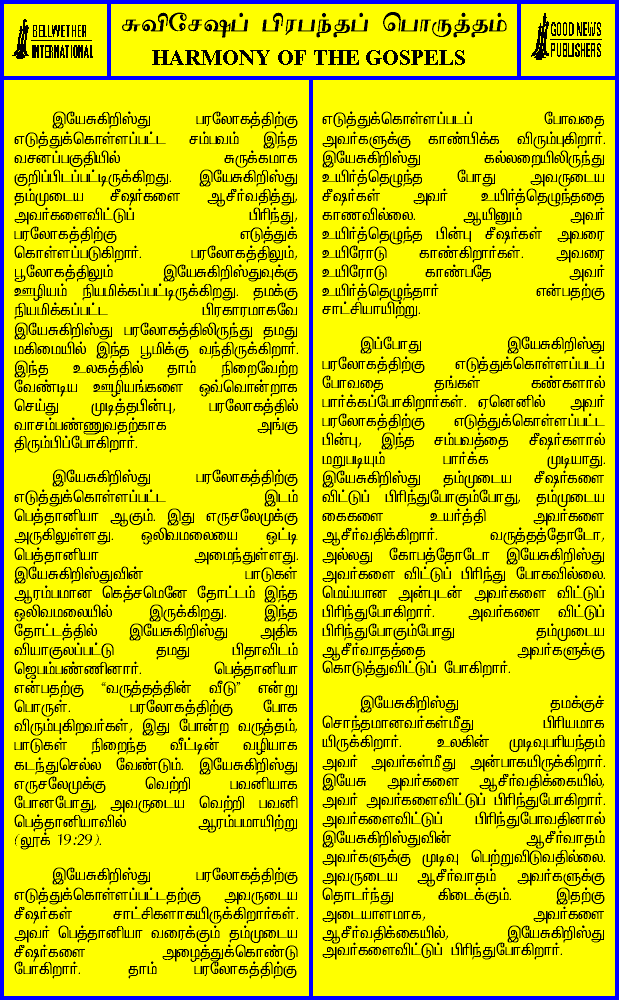 BELLWETHER
INTERNATIONAL
சுவிசேஷப் பிரபந்தப் பொருத்தம்
HARMONY OF THE GOSPELS
GOOD NEWS
PUBLISHERS
இயேசுகிறிஸ்து பரலோகத்திற்கு
எடுத்துக்கொள்ளப்பட்ட சம்பவம் இந்த
வசனப்பகுதியில் சுருக்கமாக
குறிப்பிடப்பட்டிருக்கிறது. இயேசுகிறிஸ்து
தம்முடைய சீஷர்களை ஆசீர்வதித்து,
அவர்களைவிட்டுப் பிரிந்து,
பரலோகத்திற்கு எடுத்துக்
கொள்ளப்படுகிறார். பரலோகத்திலும்,
பூலோகத்திலும் இயேசுகிறிஸ்துவுக்கு
ஊழியம் நியமிக்கப்பட்டிருக்கிறது. தமக்கு
நியமிக்கப்பட்ட பிரகாரமாகவே
இயேசுகிறிஸ்து பரலோகத்திலிருந்து தமது
மகிமையில் இந்த பூமிக்கு வந்திருக்கிறார்.
இந்த உலகத்தில் தாம் நிறைவேற்ற
வேண்டிய ஊழியங்களை ஒவ்வொன்றாக
செய்து முடித்தபின்பு, பரலோகத்தில்
வாசம்பண்ணுவதற்காக அங்கு
திரும்பிப்போகிறார்.
இயேசுகிறிஸ்து பரலோகத்திற்கு
எடுத்துக்கொள்ளப்பட்ட இடம்
பெத்தானியா ஆகும். இது எருசலேமுக்கு
அருகிலுள்ளது. ஒலிவமலையை ஒட்டி
பெத்தானியா அமைந்துள்ளது.
இயேசுகிறிஸ்துவின் பாடுகள்
ஆரம்பமான கெத்சமெனே தோட்டம் இந்த
ஒலிவமலையில் இருக்கிறது. இந்த
தோட்டத்தில் இயேசுகிறிஸ்து அதிக
வியாகுலப்பட்டு தமது பிதாவிடம்
ஜெபம்பண்ணினார். பெத்தானியா
என்பதற்கு “வருத்தத்தின் வீடு” என்று
பொருள். பரலோகத்திற்கு போக
விரும்புகிறவர்கள், இது போன்ற வருத்தம்,
பாடுகள் நிறைந்த வீட்டின் வழியாக
கடந்துசெல்ல வேண்டும். இயேசுகிறிஸ்து
எருசலேமுக்கு வெற்றி பவனியாக
போனபோது, அவருடைய வெற்றி பவனி
பெத்தானியாவில் ஆரம்பமாயிற்று
(லூக் 19:29).
இயேசுகிறிஸ்து பரலோகத்திற்கு
எடுத்துக்கொள்ளப்பட்டதற்கு அவருடைய
சீஷர்கள் சாட்சிகளாகயிருக்கிறார்கள்.
அவர் பெத்தானியா வரைக்கும் தம்முடைய
சீஷர்களை அழைத்துக்கொண்டு
போகிறார். தாம் பரலோகத்திற்கு
எடுத்துக்கொள்ளப்படப் போவதை
அவர்களுக்கு காண்பிக்க விரும்புகிறார்.
இயேசுகிறிஸ்து கல்லறையிலிருந்து
உயிர்த்தெழுந்த போது அவருடைய
சீஷர்கள் அவர் உயிர்த்தெழுந்ததை
காணவில்லை. ஆயினும் அவர்
உயிர்த்தெழுந்த பின்பு சீஷர்கள் அவரை
உயிரோடு காண்கிறார்கள். அவரை
உயிரோடு காண்பதே அவர்
உயிர்த்தெழுந்தார் என்பதற்கு
சாட்சியாயிற்று.
இப்போது இயேசுகிறிஸ்து
பரலோகத்திற்கு எடுத்துக்கொள்ளப்படப்
போவதை தங்கள் கண்களால்
பார்க்கப்போகிறார்கள். ஏனெனில் அவர்
பரலோகத்திற்கு எடுத்துக்கொள்ளப்பட்ட
பின்பு, இந்த சம்பவத்தை சீஷர்களால்
மறுபடியும் பார்க்க முடியாது.
இயேசுகிறிஸ்து தம்முடைய சீஷர்களை
விட்டுப் பிரிந்துபோகும்போது, தம்முடைய
கைகளை உயர்த்தி அவர்களை
ஆசீர்வதிக்கிறார். வருத்தத்தோடோ,
அல்லது கோபத்தோடோ இயேசுகிறிஸ்து
அவர்களை விட்டுப் பிரிந்து போகவில்லை.
மெய்யான அன்புடன் அவர்களை விட்டுப்
பிரிந்துபோகிறார். அவர்களை விட்டுப்
பிரிந்துபோகும்போது தம்முடைய
ஆசீர்வாதத்தை அவர்களுக்கு
கொடுத்துவிட்டுப் போகிறார்.
இயேசுகிறிஸ்து தமக்குச்
சொந்தமானவர்கள்மீது பிரியமாக
யிருக்கிறார். உலகின் முடிவுபரியந்தம்
அவர் அவர்கள்மீது அன்பாகயிருக்கிறார்.
இயேசு அவர்களை ஆசீர்வதிக்கையில்,
அவர் அவர்களைவிட்டுப் பிரிந்துபோகிறார்.
அவர்களைவிட்டுப் பிரிந்துபோவதினால்
இயேசுகிறிஸ்துவின் ஆசீர்வாதம்
அவர்களுக்கு முடிவு பெற்றுவிடுவதில்லை.
அவருடைய ஆசீர்வாதம் அவர்களுக்கு
தொடர்ந்து கிடைக்கும். இதற்கு
அடையாளமாக, அவர்களை
ஆசீர்வதிக்கையில், இயேசுகிறிஸ்து
அவர்களைவிட்டுப் பிரிந்துபோகிறார்.